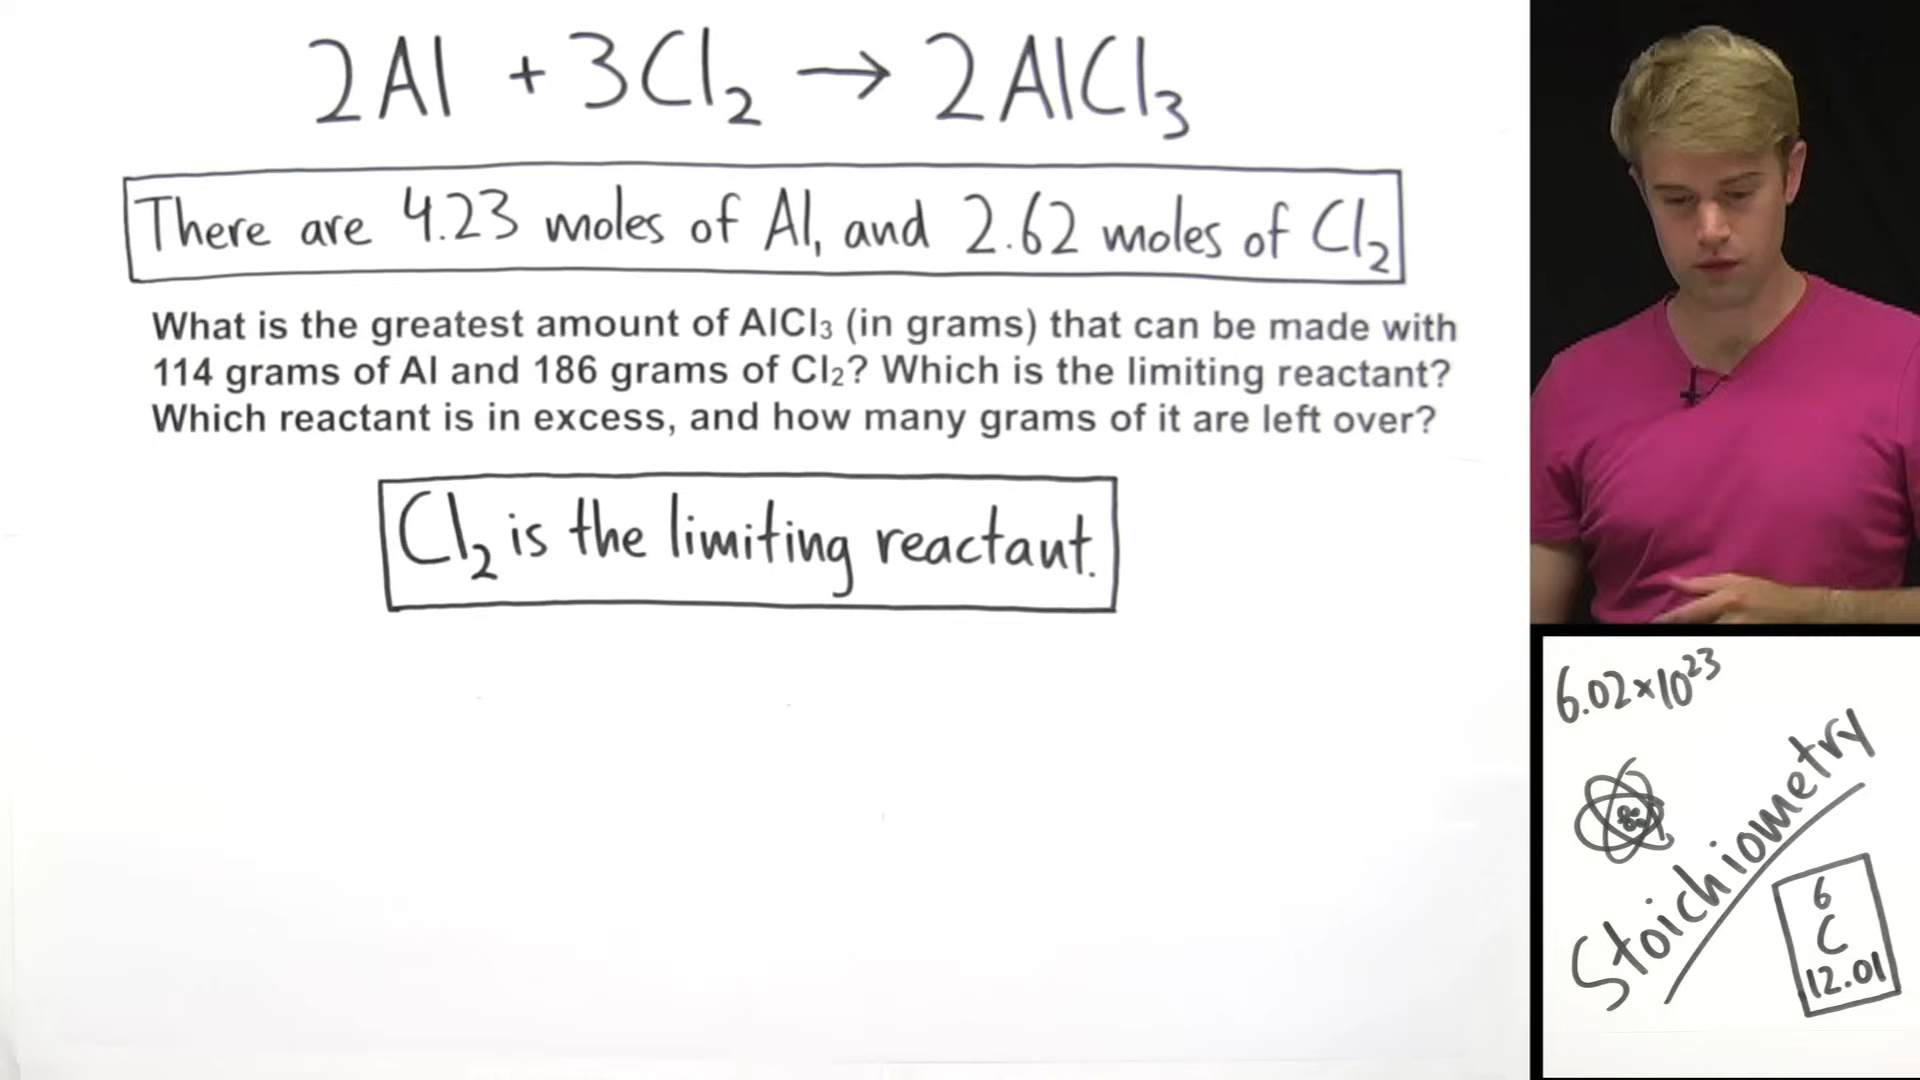 2Al + 3Cl₂ → 2AlCl₃
There are 4.23 moles of Al, and 2.62 moles of Cl₂
What is the greatest amount of AlCl₃ (in grams) that can be made with
114 grams of Al and 186 grams of Cl₂? Which is the limiting reactant?
Which reactant is in excess, and how many grams of it are left over?
Cl₂ is the limiting reactant.
6.02×10²³
Stoichiometry
6
C
12.01